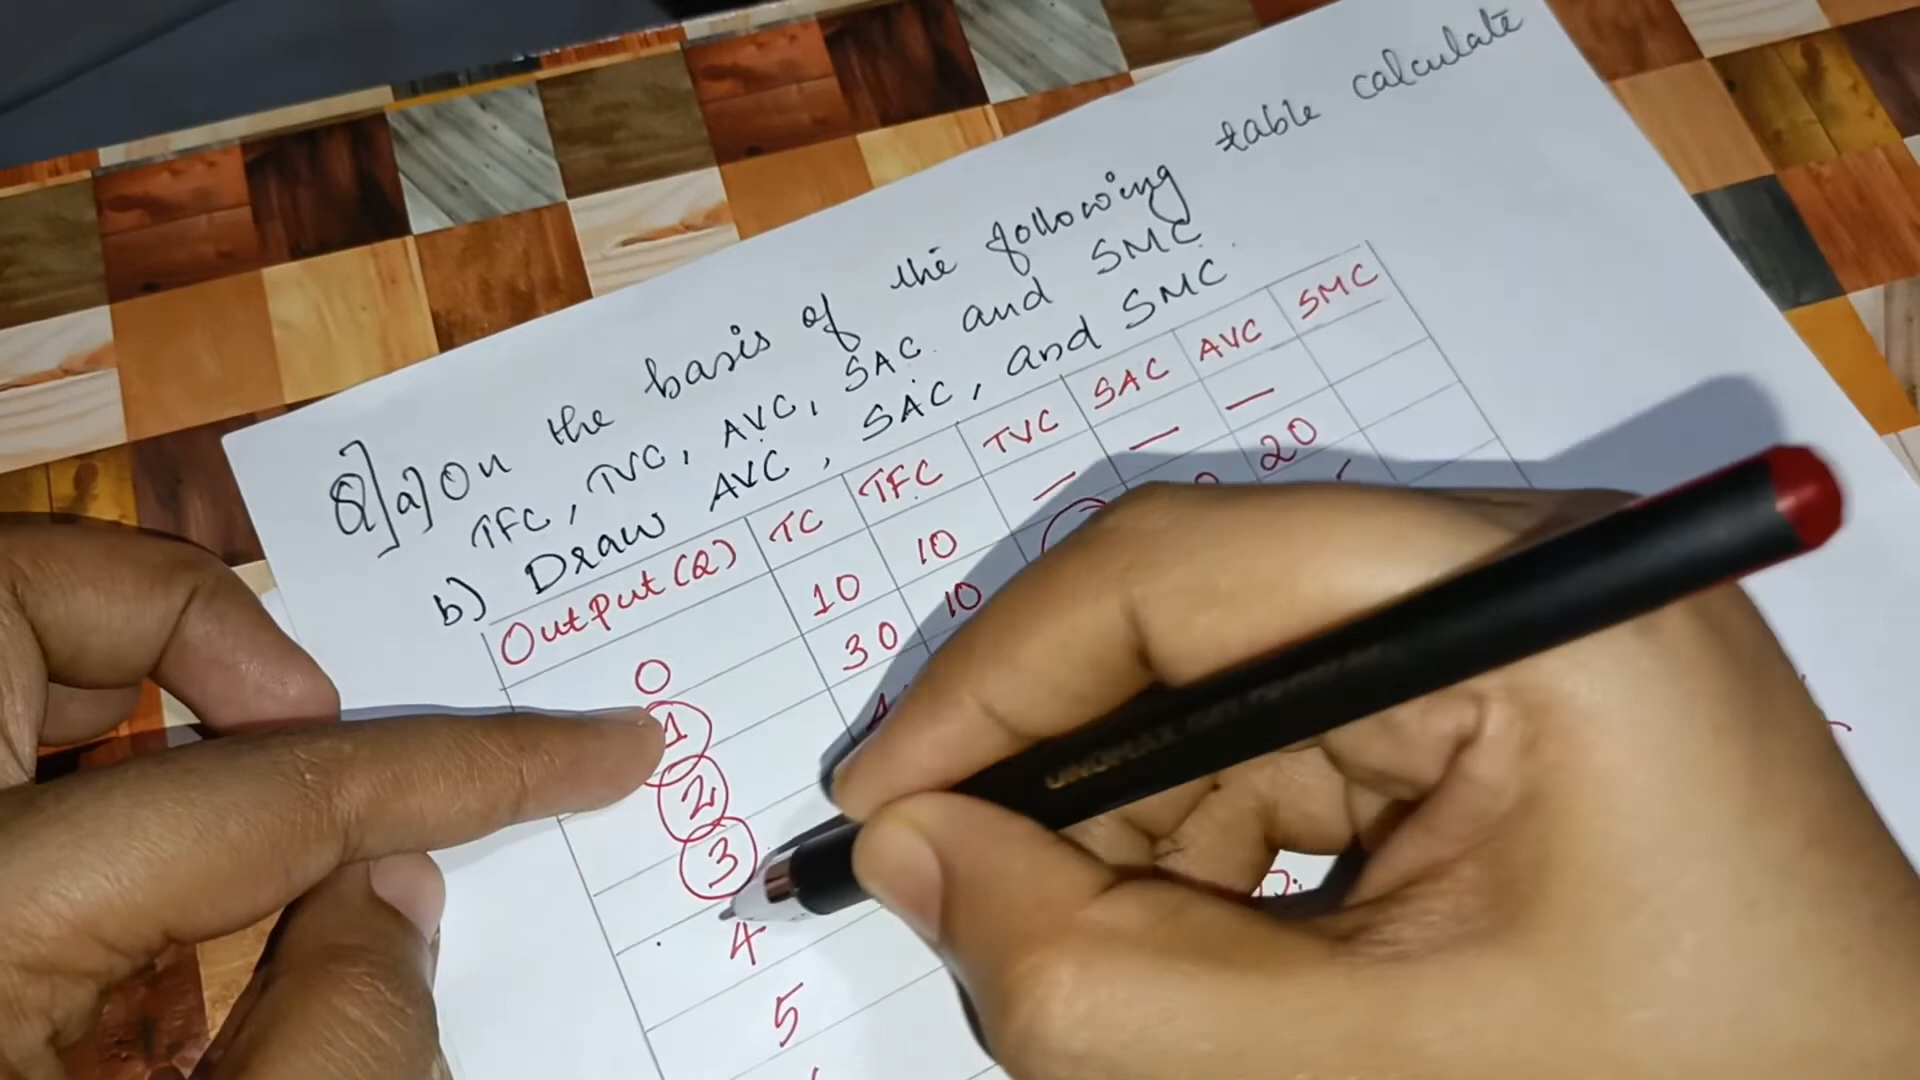 Q] a] On the basis of the following table calculate
TFC, TVC, AVC, SAC and SMC
b) Draw AVC, SAC, and SMC
Output(Q) TC TFC TVC SAC AVC SMC
0 10 10 — — —
1 30 10 20
2
3
4
5